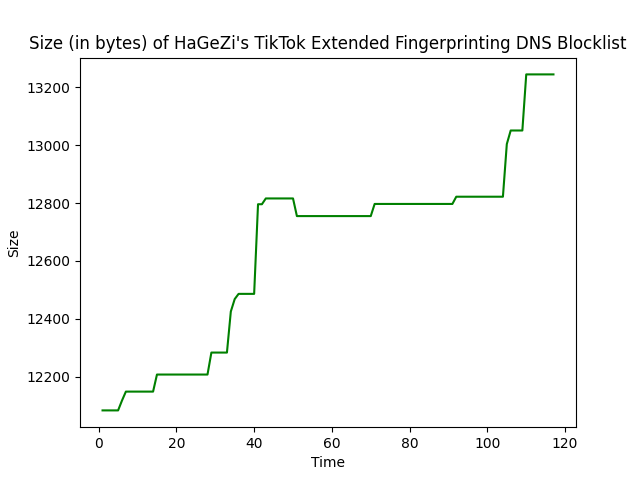 Size (in bytes) of HaGeZi's TikTok Extended Fingerprinting DNS Blocklist
13200
13000
12800
12600
12400
12200
Size
0 20 40 60 80 100 120
Time